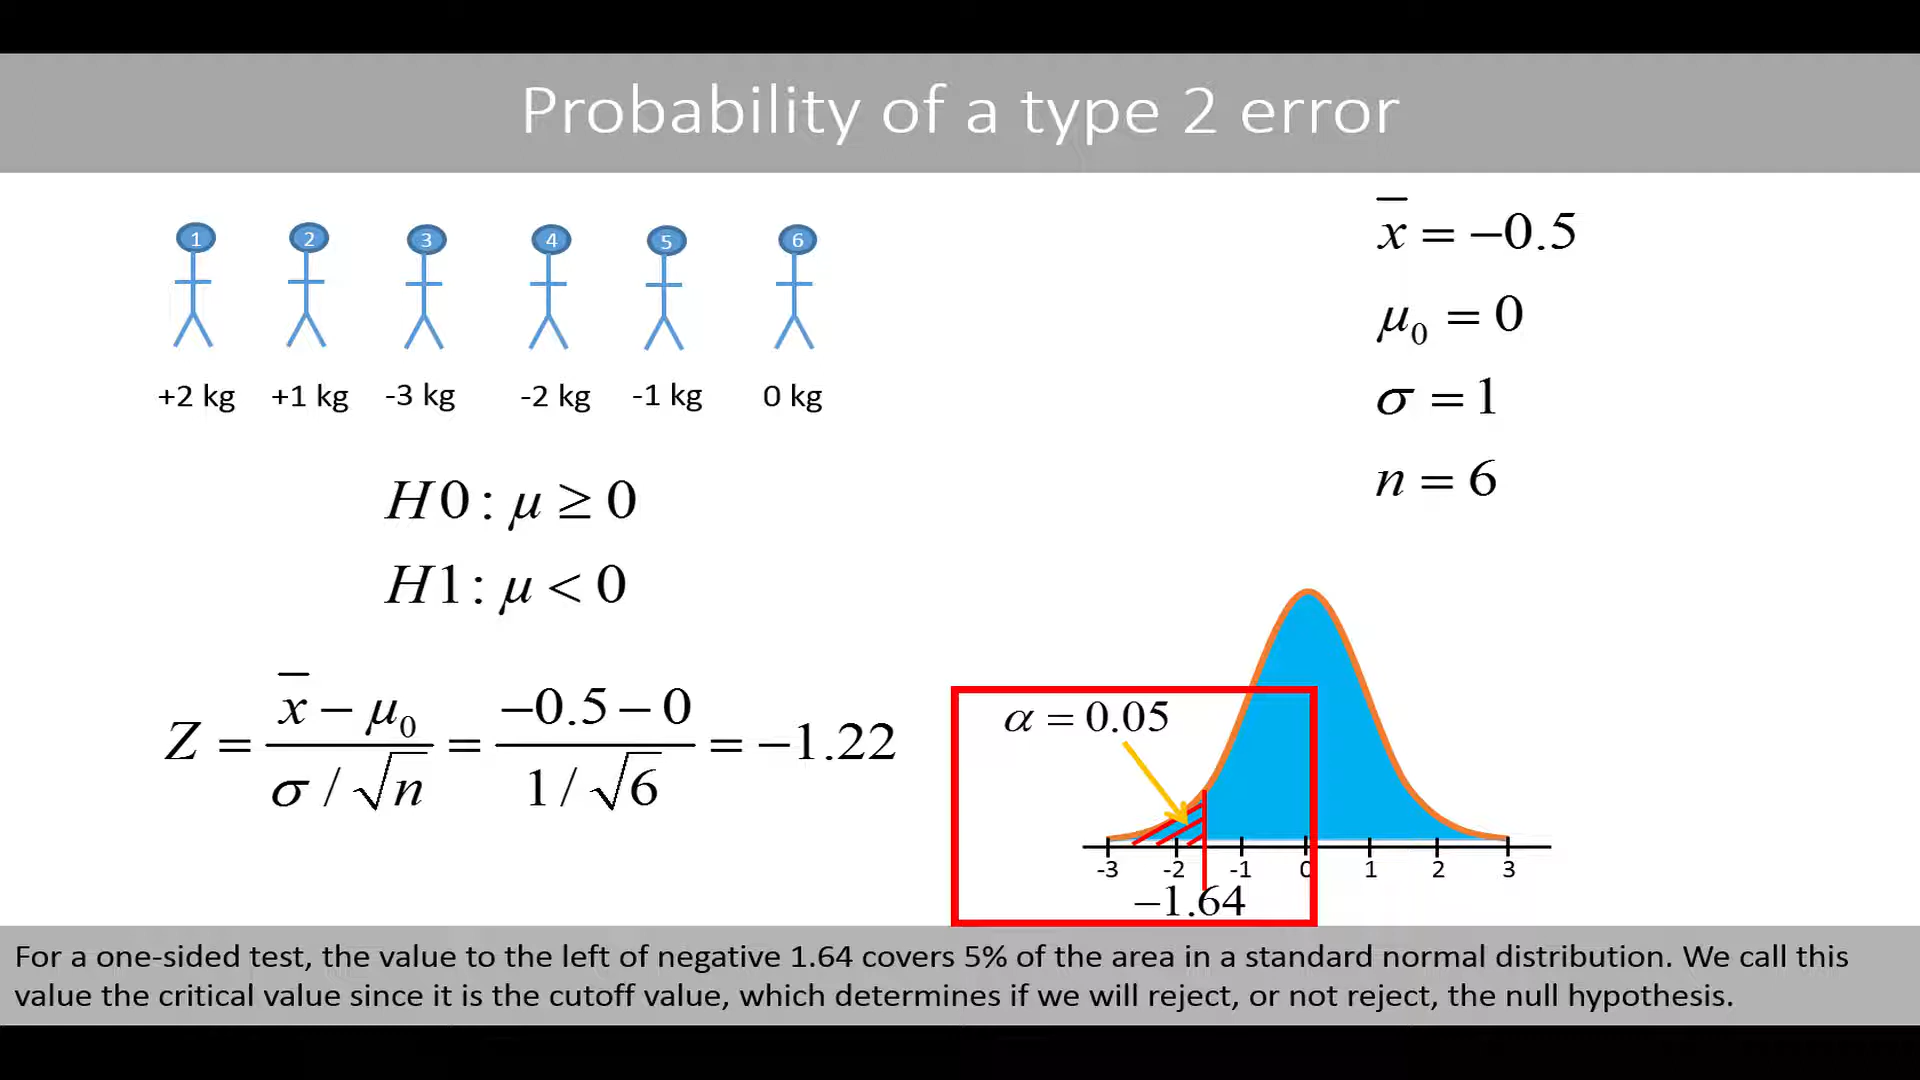 Probability of a type 2 error
1 2 3 4 5 6
+2 kg +1 kg -3 kg -2 kg -1 kg 0 kg
x̅ = −0.5
μ₀ = 0
σ = 1
n = 6
H0 : μ ≥ 0
H1 : μ < 0
Z = (x̅ − μ₀) / (σ / √n) = (−0.5 − 0) / (1 / √6) = −1.22
α = 0.05
-3 -2 -1 0 1 2 3
−1.64
For a one-sided test, the value to the left of negative 1.64 covers 5% of the area in a standard normal distribution. We call this
value the critical value since it is the cutoff value, which determines if we will reject, or not reject, the null hypothesis.